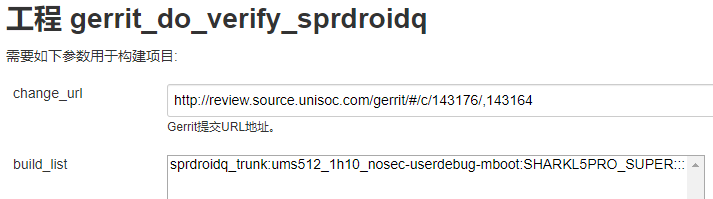 工程 gerrit_do_verify_sprdroidq
需要如下参数用于构建项目:
change_url
http://review.source.unisoc.com/gerrit/#/c/143176/,143164
Gerrit提交URL地址。
build_list
sprdroidq_trunk:ums512_1h10_nosec-userdebug-mboot:SHARKL5PRO_SUPER:::